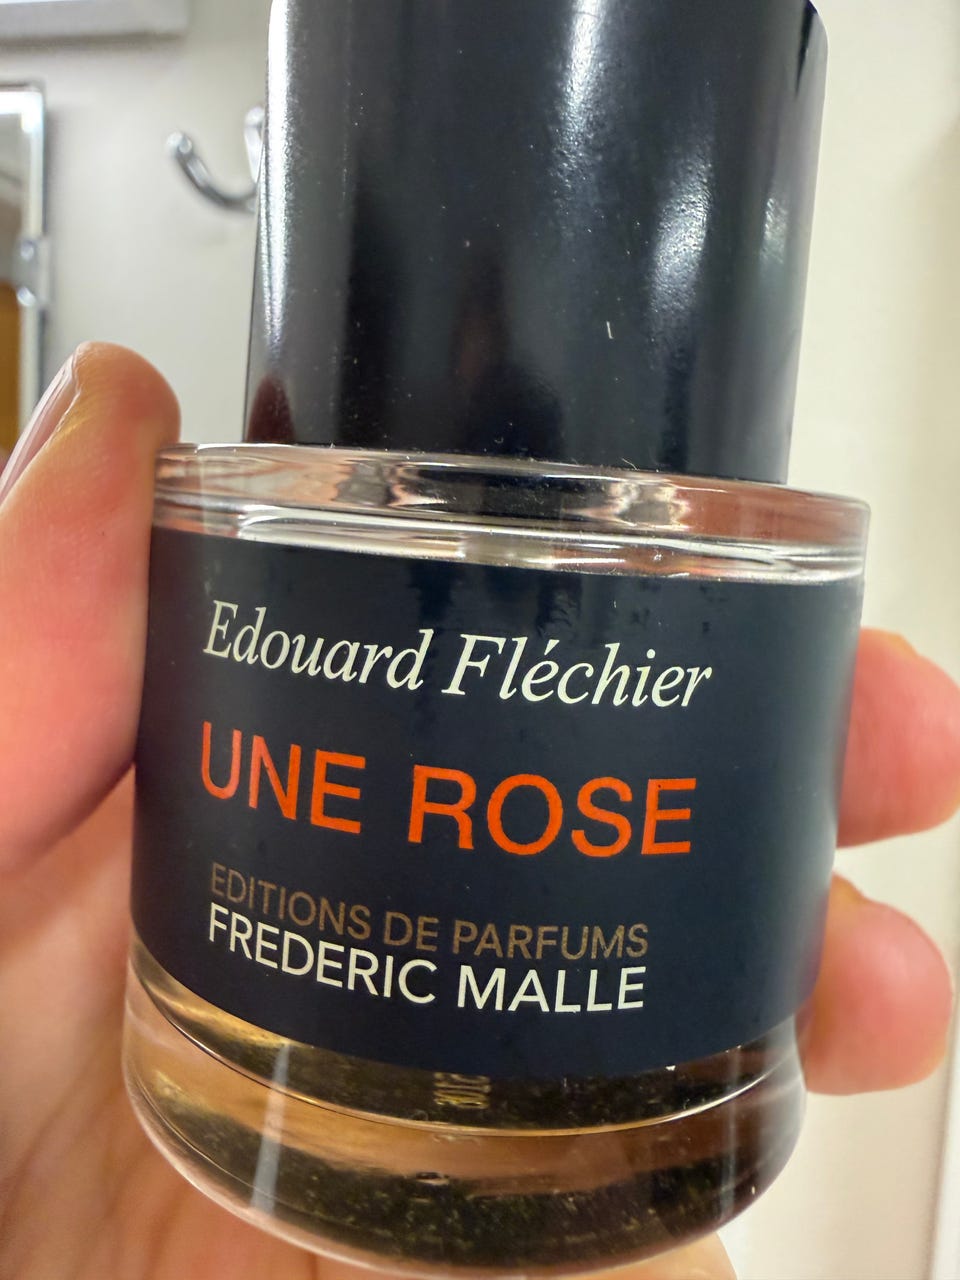 Edouard Fléchier
UNE ROSE
EDITIONS DE PARFUMS
FREDERIC MALLE